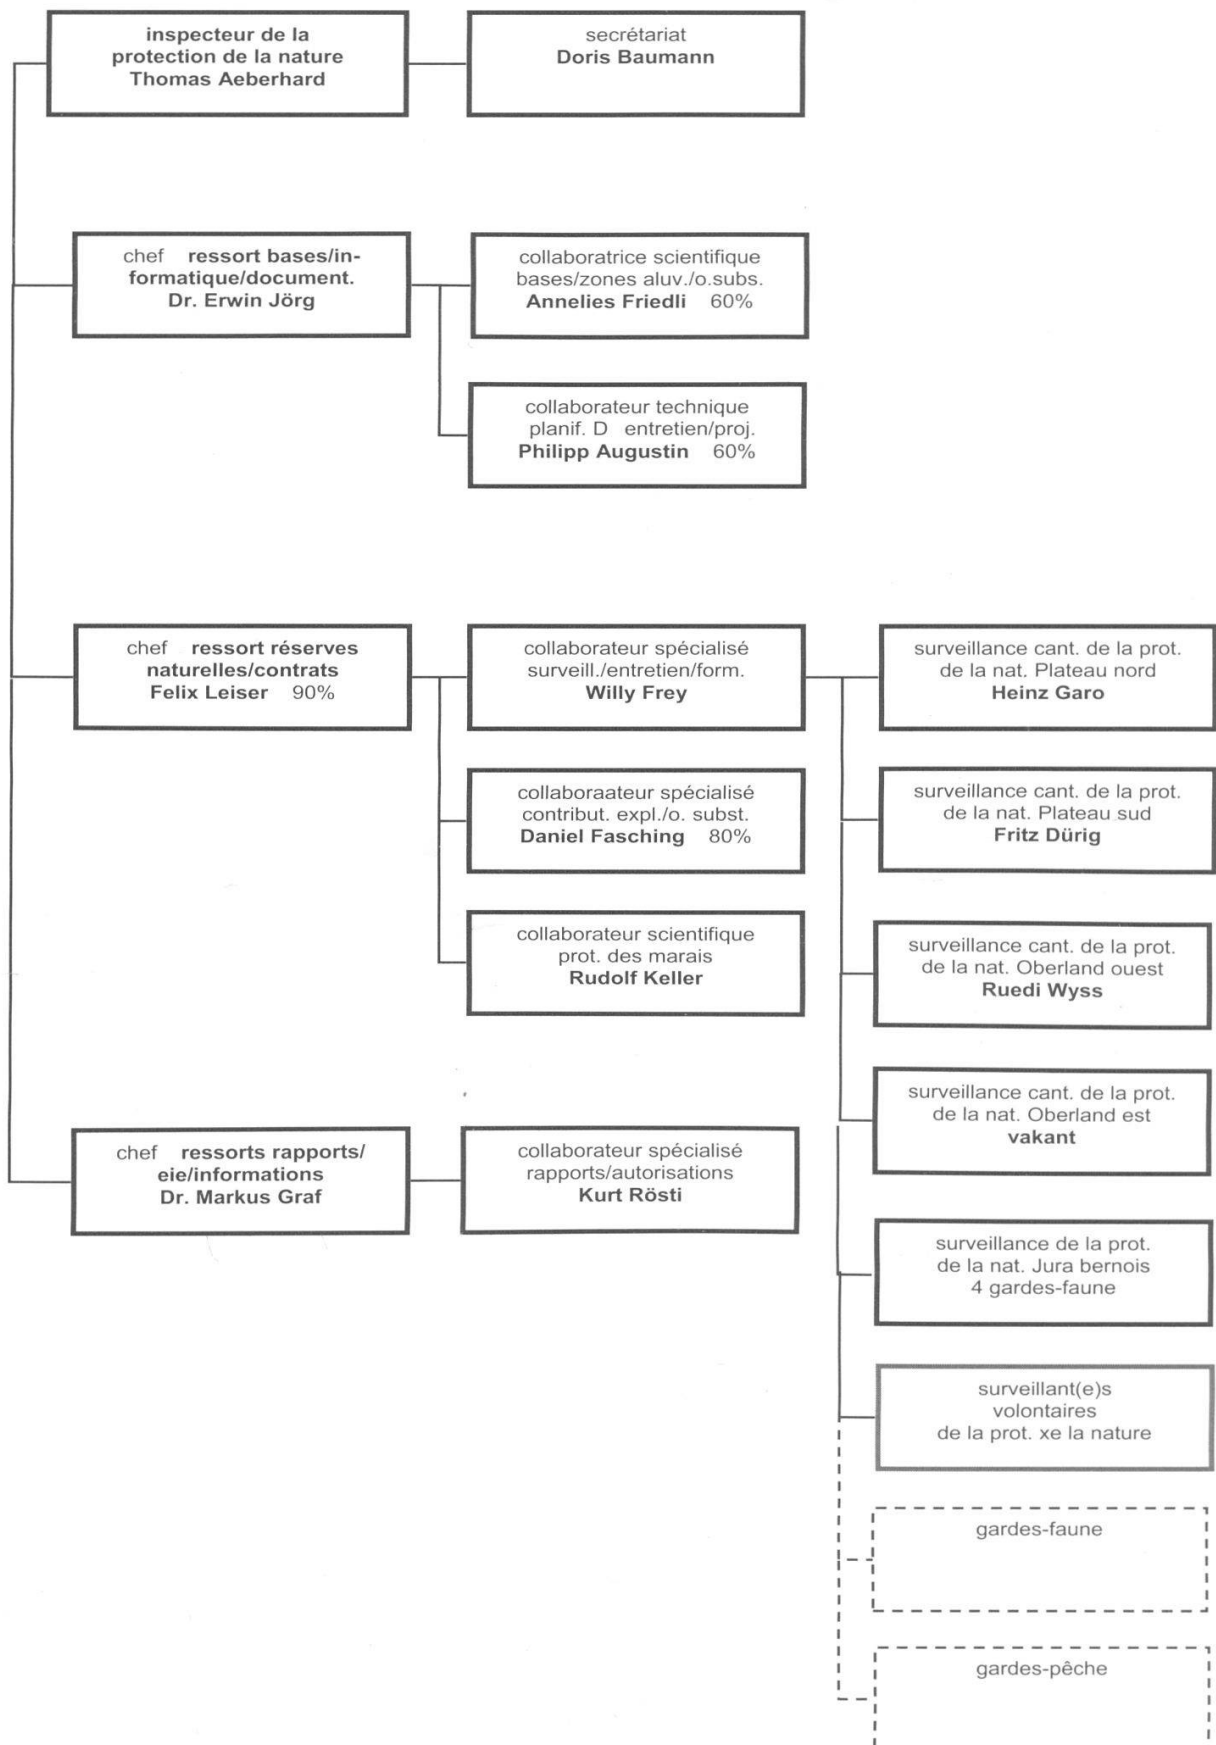 inspecteur de la
protection de la nature
Thomas Aeberhard
secrétariat
Doris Baumann
chef ressort bases/in-
formatique/document.
Dr. Erwin Jörg
collaboratrice scientifique
bases/zones aluv./o.subs.
Annelies Friedli 60%
collaborateur technique
planif. D entretien/proj.
Philipp Augustin 60%
chef ressort réserves
naturelles/contrats
Felix Leiser 90%
collaborateur spécialisé
surveill./entretien/form.
Willy Frey
surveillance cant. de la prot.
de la nat. Plateau nord
Heinz Garo
collaboraateur spécialisé
contribut. expl./o. subst.
Daniel Fasching 80%
surveillance cant. de la prot.
de la nat. Plateau sud
Fritz Dürig
collaborateur scientifique
prot. des marais
Rudolf Keller
surveillance cant. de la prot.
de la nat. Oberland ouest
Ruedi Wyss
surveillance cant. de la prot.
de la nat. Oberland est
vakant
chef ressorts rapports/
eie/informations
Dr. Markus Graf
collaborateur spécialisé
rapports/autorisations
Kurt Rösti
surveillance de la prot.
de la nat. Jura bernois
4 gardes-faune
surveillant(e)s
volontaires
de la prot. xe la nature
gardes-faune
gardes-pêche